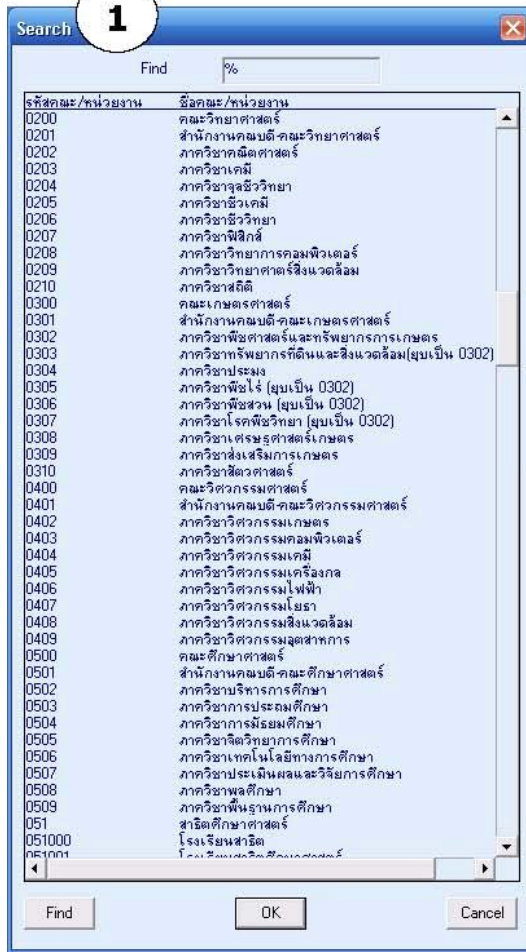 1
Search
Find %
รหัสคณะ/หน่วยงาน ชื่อคณะ/หน่วยงาน
0200 คณะวิทยาศาสตร์
0201 สำนักงานคณบดี-คณะวิทยาศาสตร์
0202 ภาควิชาคณิตศาสตร์
0203 ภาควิชาเคมี
0204 ภาควิชาจุลชีววิทยา
0205 ภาควิชาชีวเคมี
0206 ภาควิชาชีววิทยา
0207 ภาควิชาฟิสิกส์
0208 ภาควิชาวิทยาการคอมพิวเตอร์
0209 ภาควิชาวิทยาศาตร์สิ่งแวดล้อม
0210 ภาควิชาสถิติ
0300 คณะเกษตรศาสตร์
0301 สำนักงานคณบดี-คณะเกษตรศาสตร์
0302 ภาควิชาพืชศาสตร์และทรัพยากรการเกษตร
0303 ภาควิชาทรัพยากรที่ดินและสิ่งแวดล้อม(ยุบเป็น 0302)
0304 ภาควิชาประมง
0305 ภาควิชาพืชไร่ (ยุบเป็น 0302)
0306 ภาควิชาพืชสวน (ยุบเป็น 0302)
0307 ภาควิชาโรคพืชวิทยา (ยุบเป็น 0302)
0308 ภาควิชาเศรษฐศาสตร์เกษตร
0309 ภาควิชาส่งเสริมการเกษตร
0310 ภาควิชาสัตวศาสตร์
0400 คณะวิศวกรรมศาสตร์
0401 สำนักงานคณบดี-คณะวิศวกรรมศาสตร์
0402 ภาควิชาวิศวกรรมเกษตร
0403 ภาควิชาวิศวกรรมคอมพิวเตอร์
0404 ภาควิชาวิศวกรรมเคมี
0405 ภาควิชาวิศวกรรมเครื่องกล
0406 ภาควิชาวิศวกรรมไฟฟ้า
0407 ภาควิชาวิศวกรรมโยธา
0408 ภาควิชาวิศวกรรมสิ่งแวดล้อม
0409 ภาควิชาวิศวกรรมอุตสาหการ
0500 คณะศึกษาศาสตร์
0501 สำนักงานคณบดี-คณะศึกษาศาสตร์
0502 ภาควิชาบริหารการศึกษา
0503 ภาควิชาการประถมศึกษา
0504 ภาควิชาการมัธยมศึกษา
0505 ภาควิชาจิตวิทยาการศึกษา
0506 ภาควิชาเทคโนโลยีทางการศึกษา
0507 ภาควิชาประเมินผลและวิจัยการศึกษา
0508 ภาควิชาพลศึกษา
0509 ภาควิชาพื้นฐานการศึกษา
051 สาธิตศึกษาศาสตร์
051000 โรงเรียนสาธิต
051001 โรงเรียนสาธิตศึกษาศาสตร์
Find OK Cancel